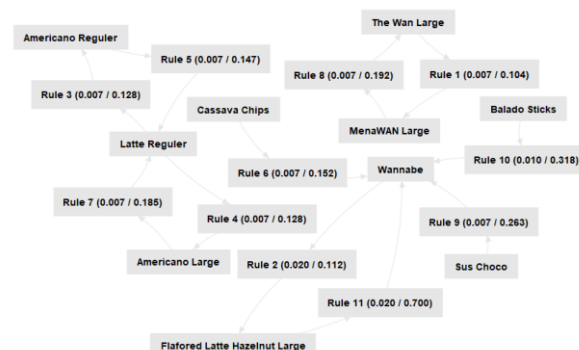 The Wan Large
Americano Reguler
Rule 5 (0.007 / 0.147)
Rule 8 (0.007 / 0.192)
Rule 1 (0.007 / 0.104)
Rule 3 (0.007 / 0.128)
Cassava Chips
Balado Sticks
MenaWAN Large
Latte Reguler
Rule 10 (0.010 / 0.318)
Rule 6 (0.007 / 0.152)
Wannabe
Rule 7 (0.007 / 0.185)
Rule 4 (0.007 / 0.128)
Rule 9 (0.007 / 0.263)
Americano Large
Rule 2 (0.020 / 0.112)
Sus Choco
Rule 11 (0.020 / 0.700)
Flafored Latte Hazelnut Large